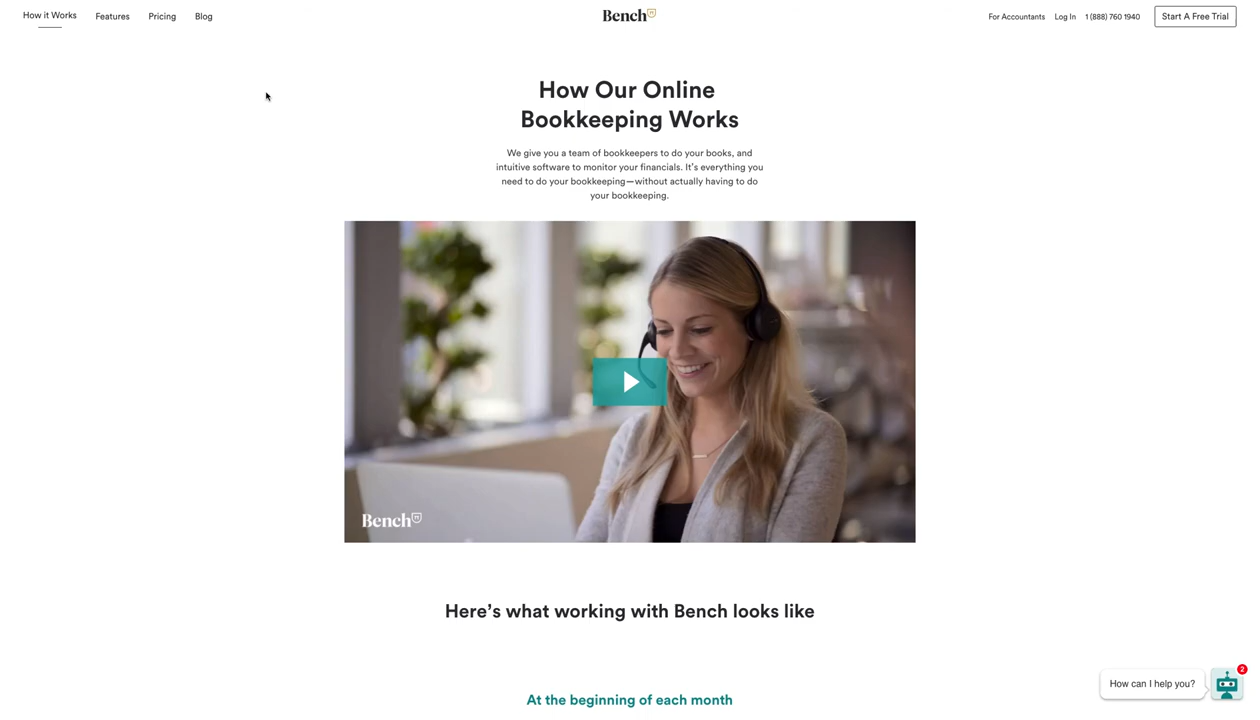 How it Works
Features
Pricing
Blog
Bench
For Accountants
Log In
1 (888) 760 1940
Start A Free Trial
How Our Online
Bookkeeping Works
We give you a team of bookkeepers to do your books, and
intuitive software to monitor your financials. It's everything you
need to do your bookkeeping—without actually having to do
your bookkeeping.
Bench
Here's what working with Bench looks like
At the beginning of each month
How can I help you?
2